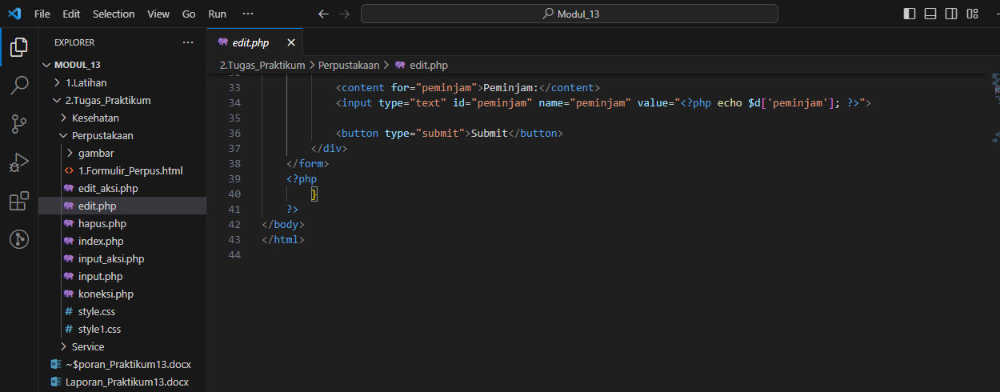 File Edit Selection View Go Run ··· Modul_13
EXPLORER ···
MODUL_13
1.Latihan
2.Tugas_Praktikum
Kesehatan
Perpustakaan
gambar
<> 1.Formulir_Perpus.html
edit_aksi.php
edit.php
hapus.php
index.php
input_aksi.php
input.php
koneksi.php
# style.css
# style1.css
Service
~$poran_Praktikum13.docx
Laporan_Praktikum13.docx
edit.php
2.Tugas_Praktikum > Perpustakaan > edit.php
33 <content for="peminjam">Peminjam:</content>
34 <input type="text" id="peminjam" name="peminjam" value="<?php echo $d['peminjam']; ?>">
35
36 <button type="submit">Submit</button>
37 </div>
38 </form>
39 <?php
40 }
41 ?>
42 </body>
43 </html>
44